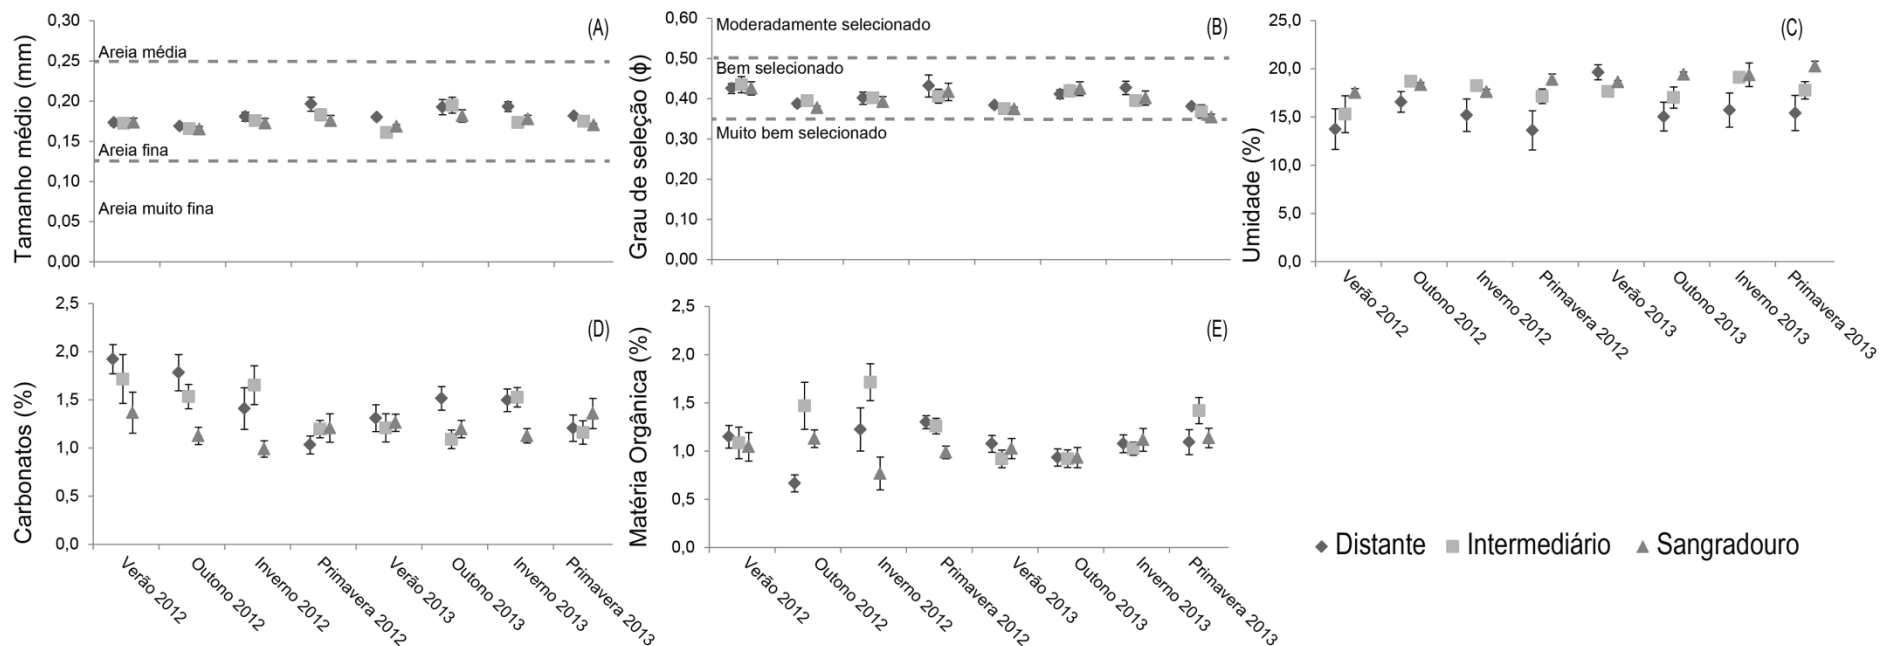 (A)
Tamanho médio (mm)
0,30
0,25
0,20
0,15
0,10
0,05
0,00
Areia média
Areia fina
Areia muito fina
(B)
Grau de seleção (ϕ)
0,60
0,50
0,40
0,30
0,20
0,10
0,00
Moderadamente selecionado
Bem selecionado
Muito bem selecionado
(C)
Umidade (%)
25,0
20,0
15,0
10,0
5,0
0,0
Verão 2012
Outono 2012
Inverno 2012
Primavera 2012
Verão 2013
Outono 2013
Inverno 2013
Primavera 2013
(D)
Carbonatos (%)
2,5
2,0
1,5
1,0
0,5
0,0
Verão 2012
Outono 2012
Inverno 2012
Primavera 2012
Verão 2013
Outono 2013
Inverno 2013
Primavera 2013
(E)
Matéria Orgânica (%)
2,5
2,0
1,5
1,0
0,5
0,0
Verão 2012
Outono 2012
Inverno 2012
Primavera 2012
Verão 2013
Outono 2013
Inverno 2013
Primavera 2013
Distante Intermediário Sangradouro